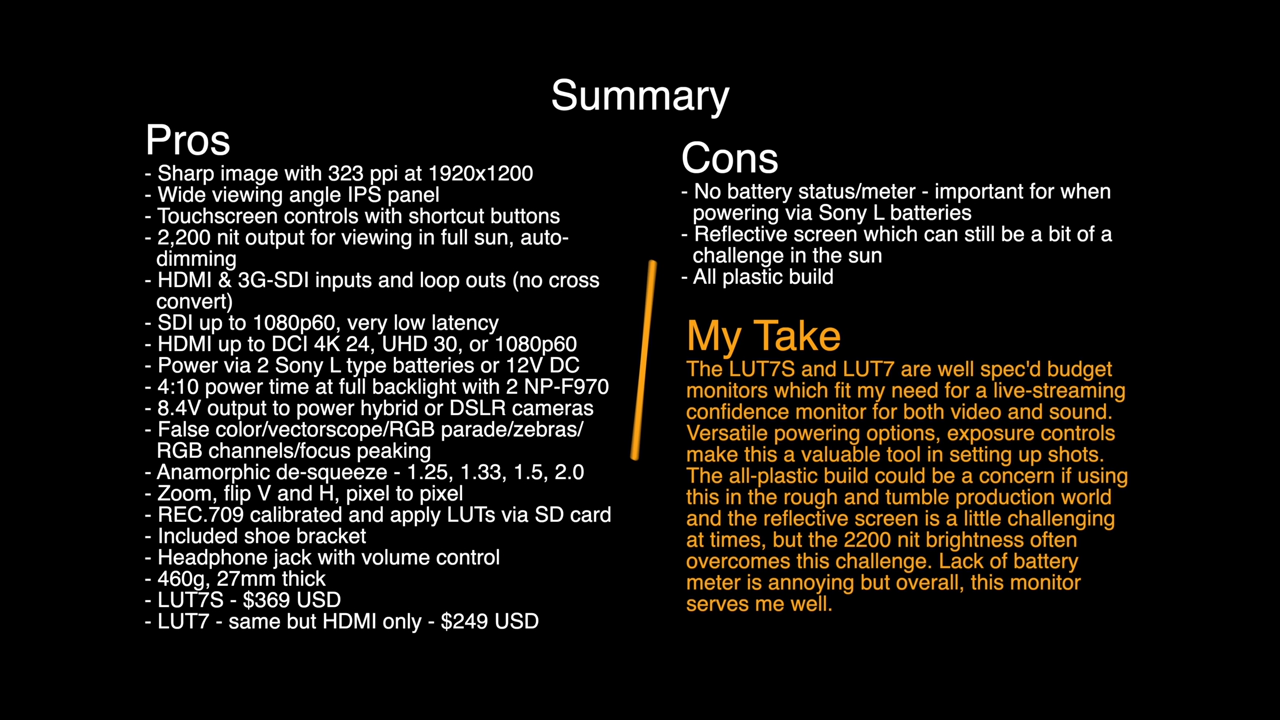 Summary
Pros
- Sharp image with 323 ppi at 1920x1200
- Wide viewing angle IPS panel
- Touchscreen controls with shortcut buttons
- 2,200 nit output for viewing in full sun, auto-
dimming
- HDMI & 3G-SDI inputs and loop outs (no cross
convert)
- SDI up to 1080p60, very low latency
- HDMI up to DCI 4K 24, UHD 30, or 1080p60
- Power via 2 Sony L type batteries or 12V DC
- 4:10 power time at full backlight with 2 NP-F970
- 8.4V output to power hybrid or DSLR cameras
- False color/vectorscope/RGB parade/zebras/
RGB channels/focus peaking
- Anamorphic de-squeeze - 1.25, 1.33, 1.5, 2.0
- Zoom, flip V and H, pixel to pixel
- REC.709 calibrated and apply LUTs via SD card
- Included shoe bracket
- Headphone jack with volume control
- 460g, 27mm thick
- LUT7S - $369 USD
- LUT7 - same but HDMI only - $249 USD
Cons
- No battery status/meter - important for when
powering via Sony L batteries
- Reflective screen which can still be a bit of a
challenge in the sun
- All plastic build
My Take
The LUT7S and LUT7 are well spec'd budget
monitors which fit my need for a live-streaming
confidence monitor for both video and sound.
Versatile powering options, exposure controls
make this a valuable tool in setting up shots.
The all-plastic build could be a concern if using
this in the rough and tumble production world
and the reflective screen is a little challenging
at times, but the 2200 nit brightness often
overcomes this challenge. Lack of battery
meter is annoying but overall, this monitor
serves me well.